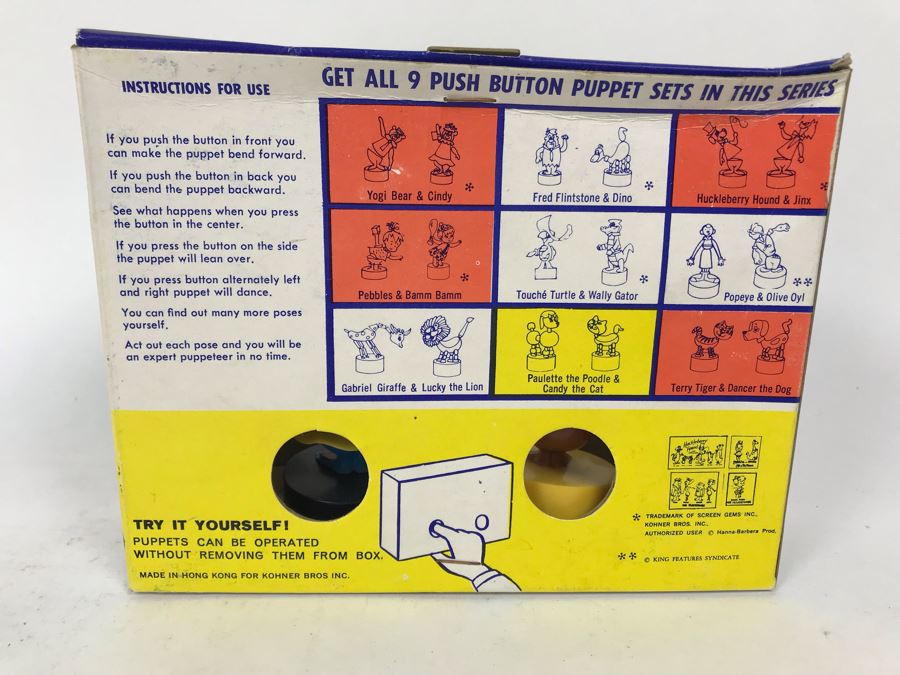 INSTRUCTIONS FOR USE
GET ALL 9 PUSH BUTTON PUPPET SETS IN THIS SERIES
If you push the button in front you
can make the puppet bend forward.
If you push the button in back you
can bend the puppet backward.
See what happens when you press
the button in the center.
If you press the button on the side
the puppet will lean over.
If you press button alternately left
and right puppet will dance.
You can find out many more poses
yourself.
Act out each pose and you will be
an expert puppeteer in no time.
Yogi Bear & Cindy *
Fred Flintstone & Dino *
Huckleberry Hound & Jinx *
Pebbles & Bamm Bamm *
Touché Turtle & Wally Gator *
Popeye & Olive Oyl **
Gabriel Giraffe & Lucky the Lion
Paulette the Poodle &
Candy the Cat
Terry Tiger & Dancer the Dog
TRY IT YOURSELF!
PUPPETS CAN BE OPERATED
WITHOUT REMOVING THEM FROM BOX.
MADE IN HONG KONG FOR KOHNER BROS INC.
* TRADEMARK OF SCREEN GEMS INC.,
KOHNER BROS. INC.,
AUTHORIZED USER © Hanna-Barbera Prod.
** © KING FEATURES SYNDICATE